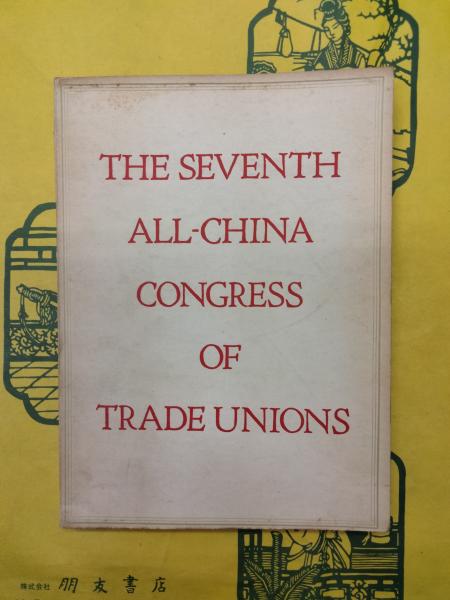 THE SEVENTH
ALL-CHINA
CONGRESS
OF
TRADE UNIONS
株式会社 朋友書店